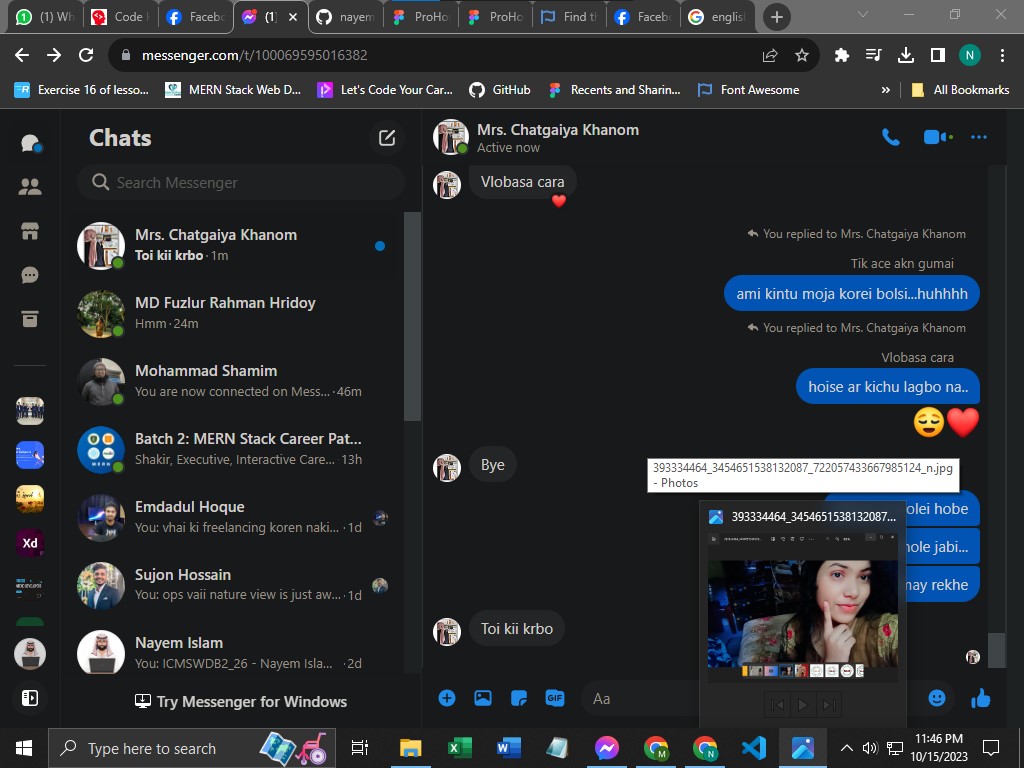 (1) Wh
Code
Facebo
(1)
nayem
ProHo
ProHo
Find th
Facebo
english
messenger.com/t/100069595016382
N
Exercise 16 of lesso...
MERN Stack Web D...
Let's Code Your Car...
GitHub
Recents and Sharin...
Font Awesome
»
All Bookmarks
Chats
Search Messenger
Mrs. Chatgaiya Khanom
Toi kii krbo · 1m
MD Fuzlur Rahman Hridoy
Hmm · 24m
Mohammad Shamim
You are now connected on Mess... · 46m
Batch 2: MERN Stack Career Pat...
Shakir, Executive, Interactive Care... · 13h
Emdadul Hoque
You: vhai ki freelancing koren naki... · 1d
Sujon Hossain
You: ops vaii nature view is just aw... · 1d
Nayem Islam
You: ICMSWDB2_26 - Nayem Isla... · 2d
Try Messenger for Windows
Xd
Mrs. Chatgaiya Khanom
Active now
Vlobasa cara
You replied to Mrs. Chatgaiya Khanom
Tik ace akn gumai
ami kintu moja korei bolsi...huhhhh
You replied to Mrs. Chatgaiya Khanom
Vlobasa cara
hoise ar kichu lagbo na..
Bye
393334464_3454651538132087_722057433667985124_n.jpg
- Photos
olei hobe
393334464_3454651538132087...
nole jabi...
may rekhe
Toi kii krbo
GIF
Aa
Type here to search
M
N
11:46 PM
10/15/2023